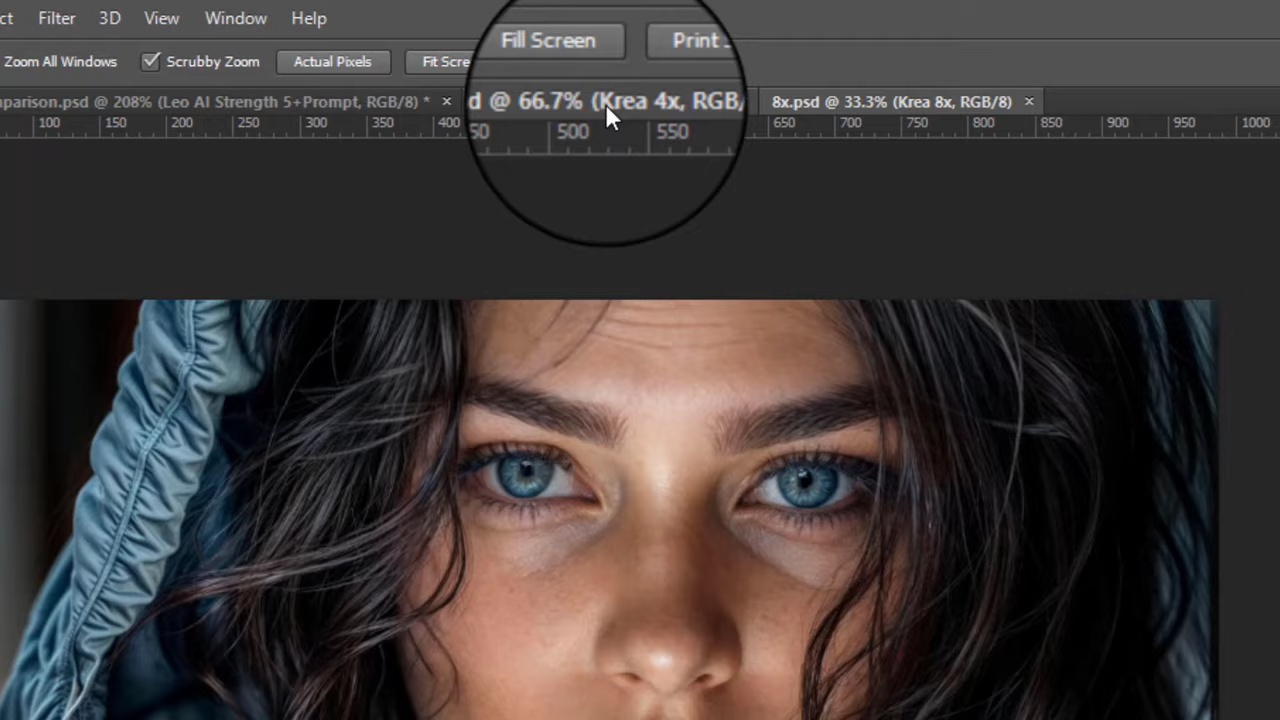 ct Filter 3D View Window Help
Zoom All Windows Scrubby Zoom Actual Pixels Fit Scre Fill Screen Print
parison.psd @ 208% (Leo AI Strength 5+Prompt, RGB/8) * × d @ 66.7% (Krea 4x, RGB/ 8x.psd @ 33.3% (Krea 8x, RGB/8) ×
100 150 200 250 300 350 400 50 500 550 650 700 750 800 850 900 950 1000